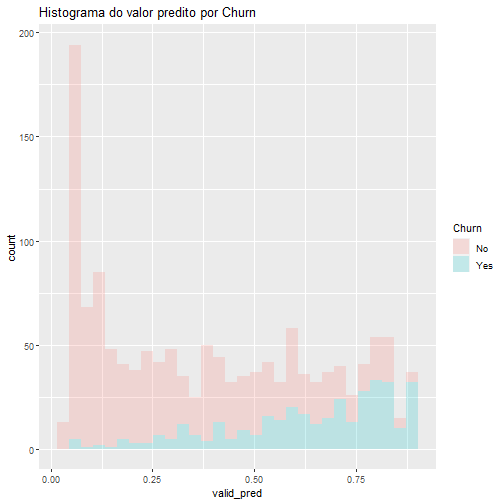 Histograma do valor predito por Churn
200
150
100
50
0
count
0.00
0.25
0.50
0.75
valid_pred
Churn
No
Yes